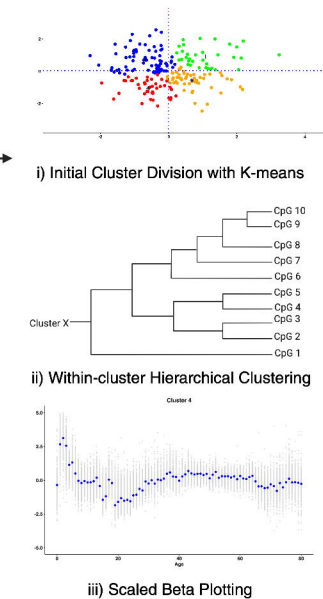 2
0
-2
-2
0
2
4
i) Initial Cluster Division with K-means
CpG 10
CpG 9
CpG 8
CpG 7
CpG 6
CpG 5
CpG 4
CpG 3
Cluster X
CpG 2
CpG 1
ii) Within-cluster Hierarchical Clustering
Cluster 4
5.0
2.5
0.0
-2.5
-5.0
0
20
40
60
80
Age
iii) Scaled Beta Plotting